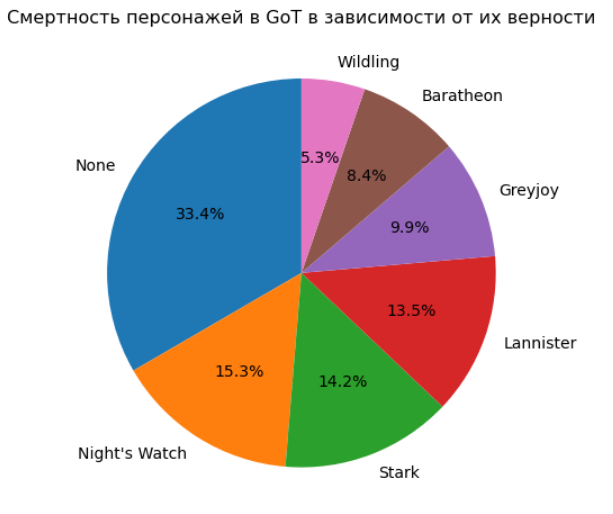 Смертность персонажей в GoT в зависимости от их верности
Wildling
Baratheon
None
5.3%
8.4%
Greyjoy
33.4%
9.9%
13.5%
Lannister
15.3%
14.2%
Night's Watch
Stark